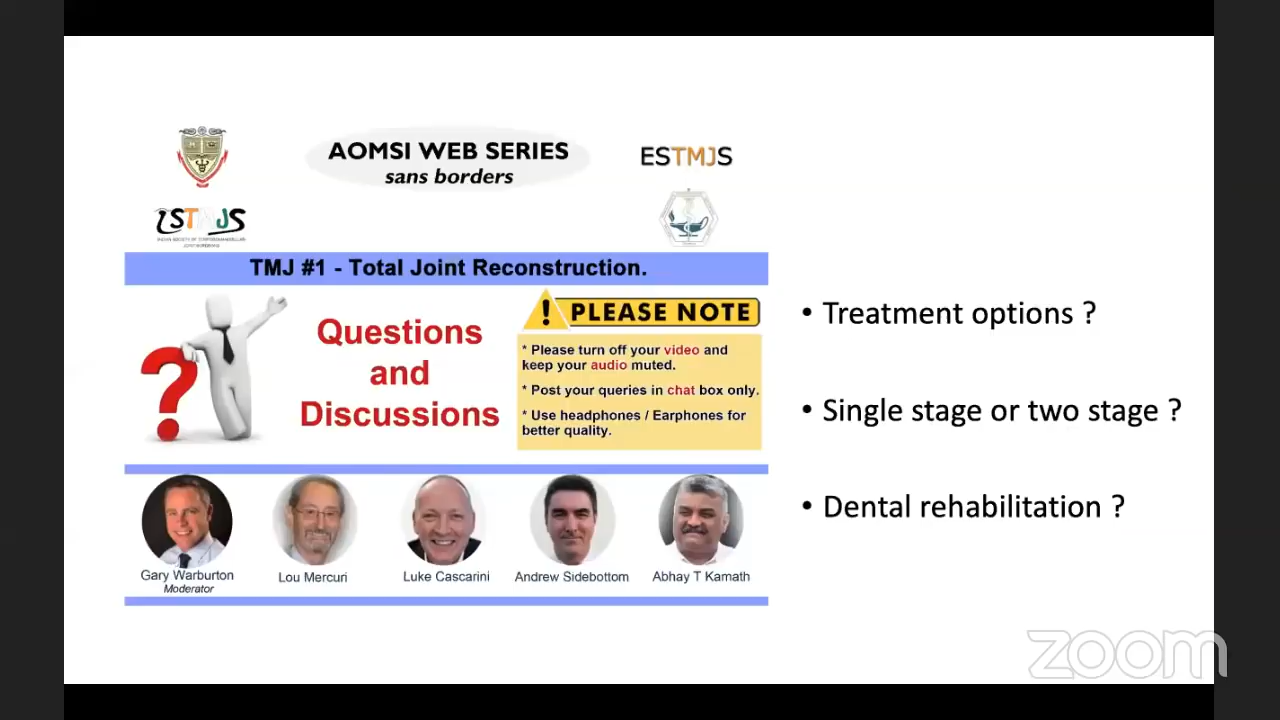 AOMSI WEB SERIES
sans borders
ESTMJS
ISTMJS
TMJ #1 - Total Joint Reconstruction.
Questions
and
Discussions
! PLEASE NOTE
* Please turn off your video and
keep your audio muted.
* Post your queries in chat box only.
* Use headphones / Earphones for
better quality.
Gary Warburton
Moderator
Lou Mercuri
Luke Cascarini
Andrew Sidebottom
Abhay T Kamath
• Treatment options ?
• Single stage or two stage ?
• Dental rehabilitation ?
zoom